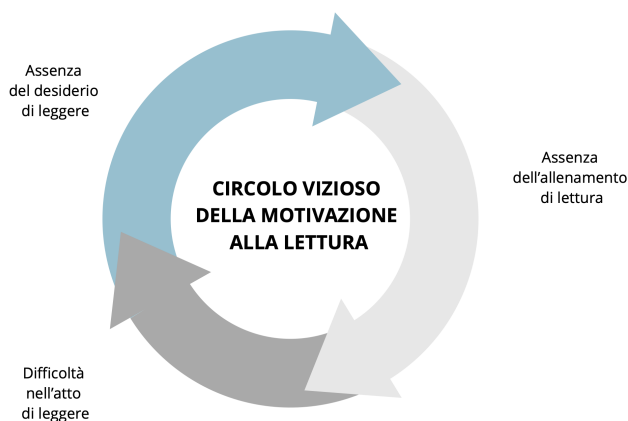 Assenza
del desiderio
di leggere
Assenza
dell'allenamento
di lettura
CIRCOLO VIZIOSO
DELLA MOTIVAZIONE
ALLA LETTURA
Difficoltà
nell'atto
di leggere